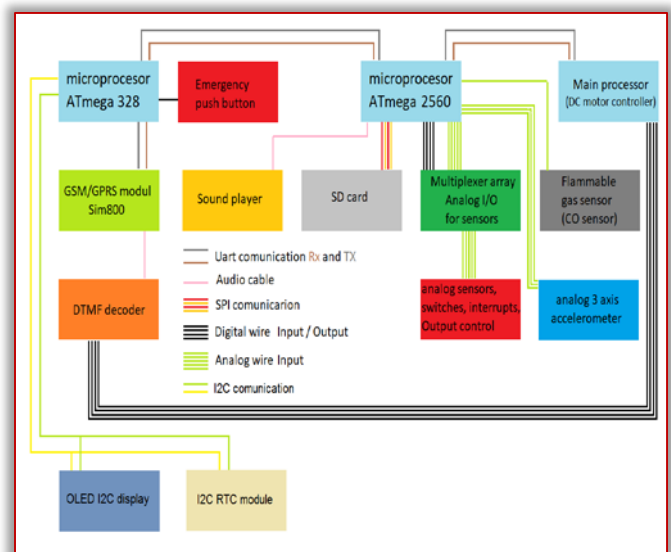 microprocesor
ATmega 328
Emergency
push button
microprocesor
ATmega 2560
Main processor
(DC motor controller)
GSM/GPRS modul
Sim800
Sound player
SD card
Multiplexer array
Analog I/O
for sensors
Flammable
gas sensor
(CO sensor)
Uart comunication Rx and TX
Audio cable
SPI comunicarion
Digital wire Input / Output
Analog wire Input
I2C comunication
DTMF decoder
analog sensors,
switches, interrupts,
Output control
analog 3 axis
accelerometer
OLED I2C display
I2C RTC module